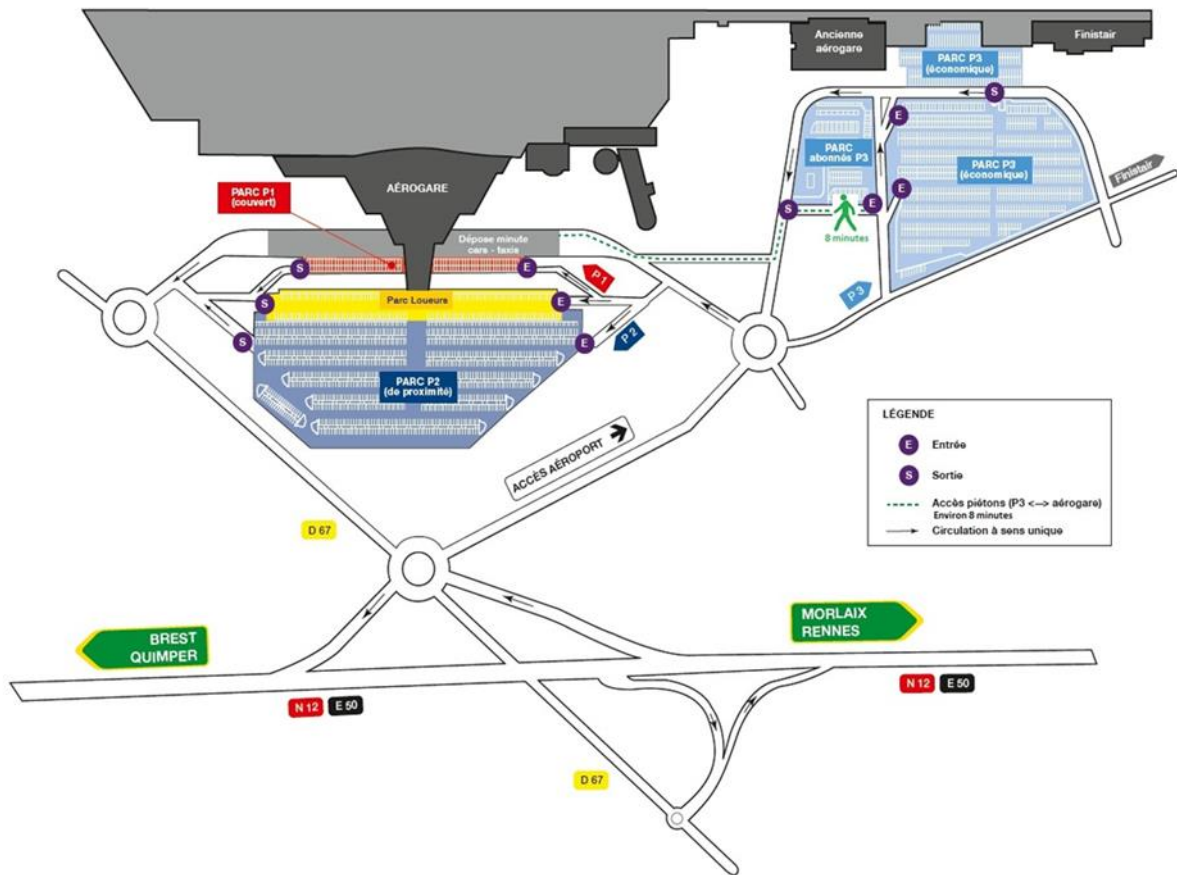 Ancienne
aérogare
Finistair
PARC P3
(économique)
S
E
PARC
abonnés P3
PARC P3
(économique)
E
Finistair
AÉROGARE
PARC P1
(couvert)
S
E
8 minutes
Dépose minute
cars - taxis
S
E
P1
P3
S
Parc Loueurs
E
P2
S
E
PARC P2
(de proximité)
LÉGENDE
E Entrée
S Sortie
Accès piétons (P3 <--> aérogare)
Environ 8 minutes
Circulation à sens unique
ACCÈS AÉROPORT
D 67
BREST
QUIMPER
MORLAIX
RENNES
N 12 E 50
N 12 E 50
D 67